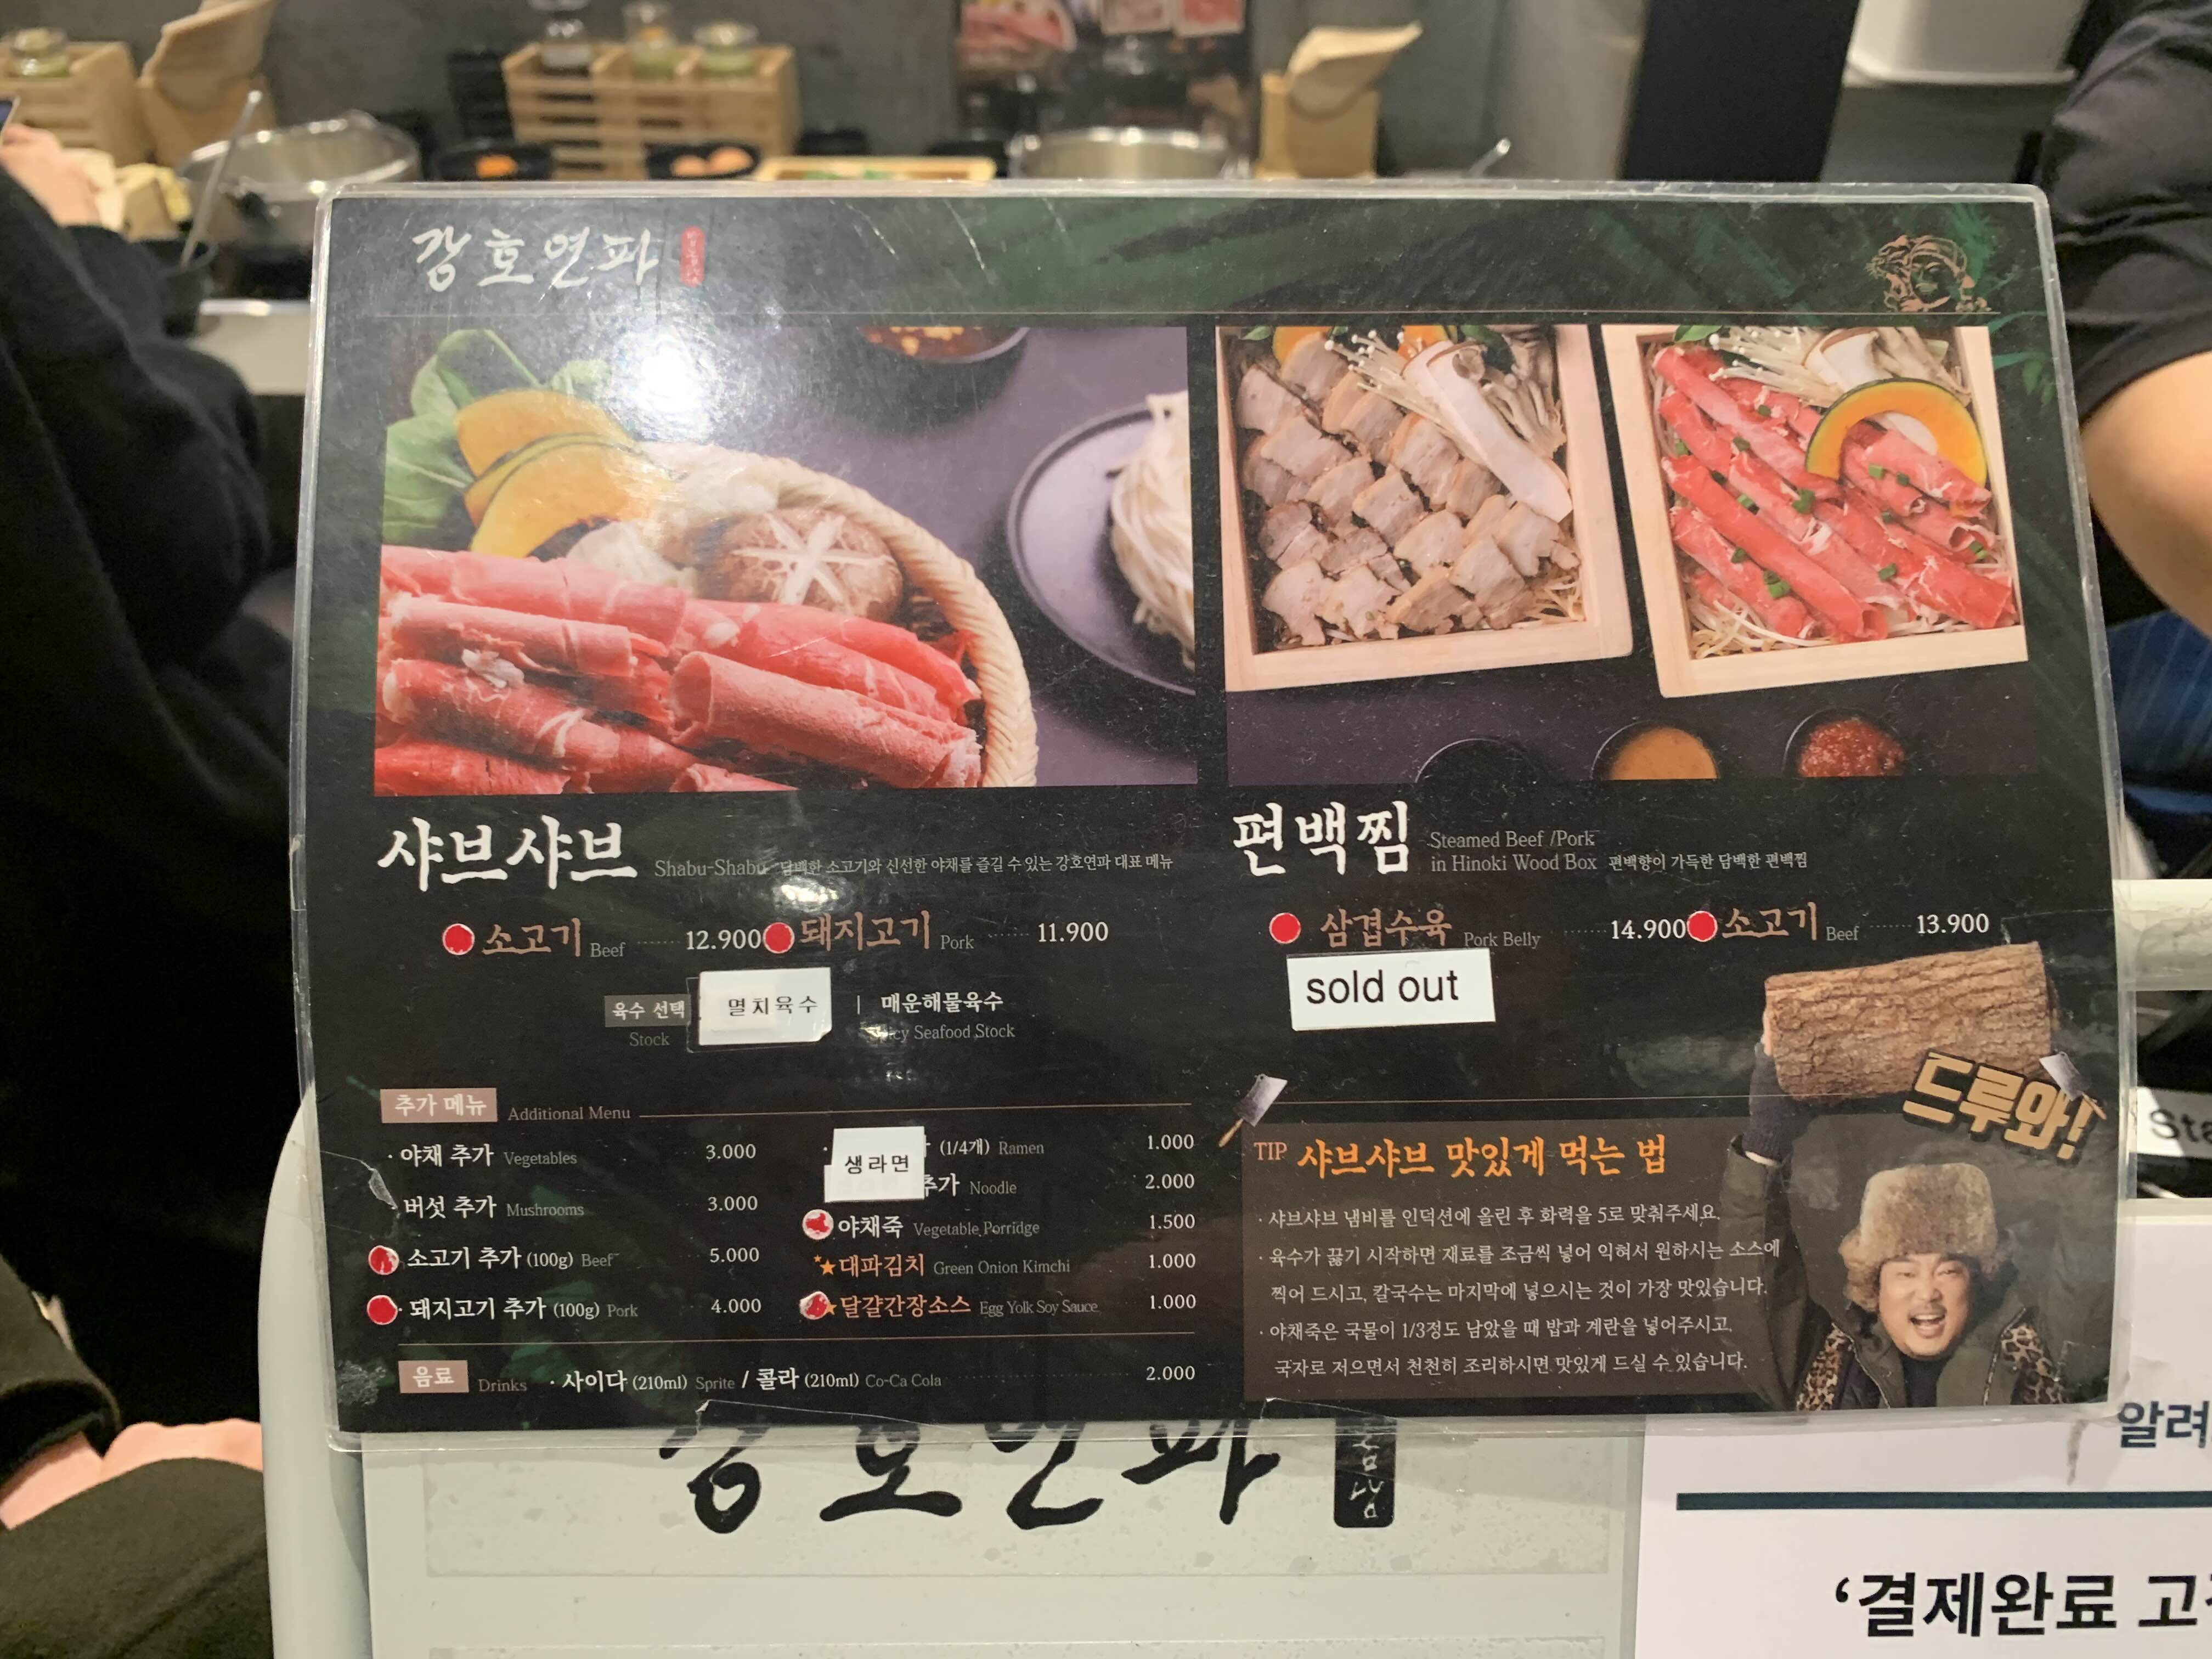 강호연파
샤브샤브 Shabu-Shabu 담백한 소고기와 신선한 야채를 즐길 수 있는 강호연파 대표 메뉴
소고기 Beef 12.900 돼지고기 Pork 11.900
육수 선택 멸치육수 | 매운해물육수
Stock Seafood Stock
추가 메뉴 Additional Menu
· 야채 추가 Vegetables 3.000
버섯 추가 Mushrooms 3.000
소고기 추가 (100g) Beef 5.000
· 돼지고기 추가 (100g) Pork 4.000
생라면 (1/4개) Ramen 1.000
추가 Noodle 2.000
야채죽 Vegetable Porridge 1.500
대파김치 Green Onion Kimchi 1.000
달걀간장소스 Egg Yolk Soy Sauce 1.000
음료 Drinks · 사이다 (210ml) Sprite / 콜라 (210ml) Co-Ca Cola 2.000
편백찜 Steamed Beef /Pork
in Hinoki Wood Box 편백향이 가득한 담백한 편백찜
삼겹수육 Pork Belly 14.900 소고기 Beef 13.900
sold out
드루와!
TIP 샤브샤브 맛있게 먹는 법
· 샤브샤브 냄비를 인덕션에 올린 후 화력을 5로 맞춰주세요.
· 육수가 끓기 시작하면 재료를 조금씩 넣어 익혀서 원하시는 소스에
찍어 드시고, 칼국수는 마지막에 넣으시는 것이 가장 맛있습니다.
· 야채죽은 국물이 1/3정도 남았을 때 밥과 계란을 넣어주시고,
국자로 저으면서 천천히 조리하시면 맛있게 드실 수 있습니다.
강호연파
알려
‘결제완료 고